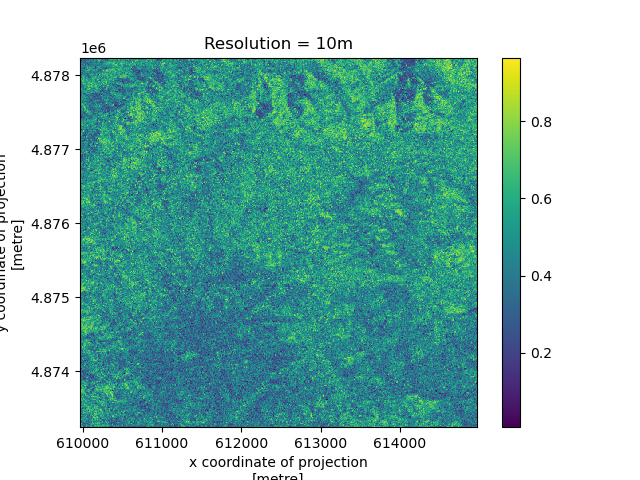 Resolution = 10m
1e6
4.878
4.877
4.876
4.875
4.874
y coordinate of projection
[metre]
610000 611000 612000 613000 614000
x coordinate of projection
[metre]
0.8
0.6
0.4
0.2